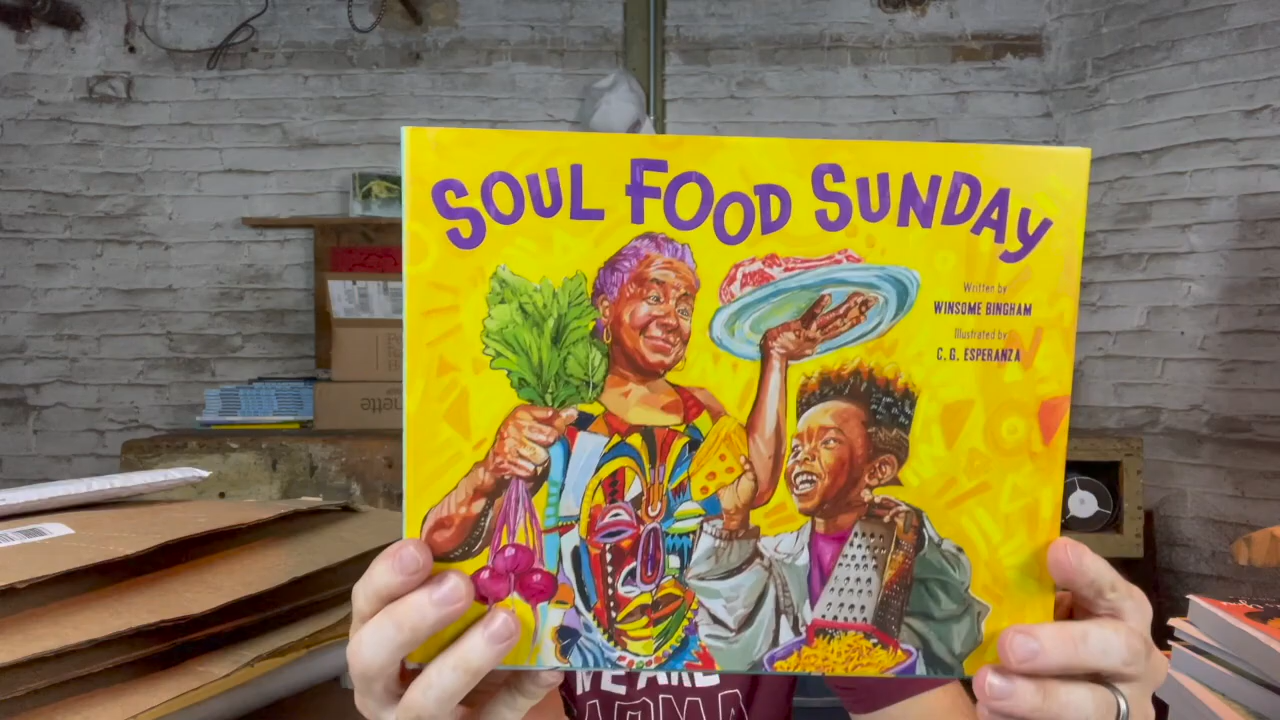 SOUL FOOD SUNDAY
Written by
WINSOME BINGHAM
Illustrated by
C. G. ESPERANZA
WE ARE